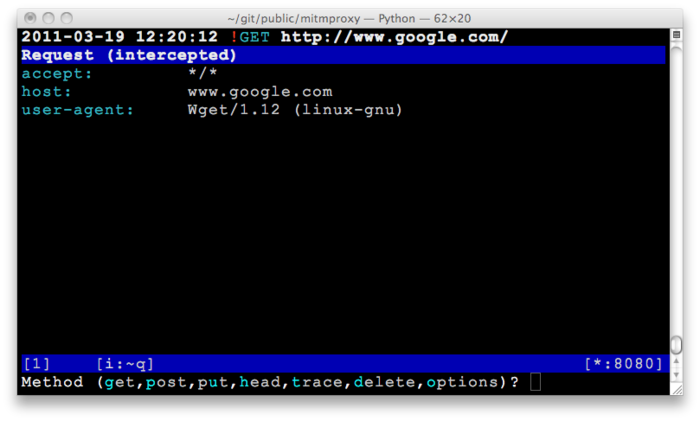 ~/git/public/mitmproxy — Python — 62×20
2011-03-19 12:20:12 !GET http://www.google.com/
Request (intercepted)
accept: */*
host: www.google.com
user-agent: Wget/1.12 (linux-gnu)
[1] [i:~q] [*:8080]
Method (get,post,put,head,trace,delete,options)?